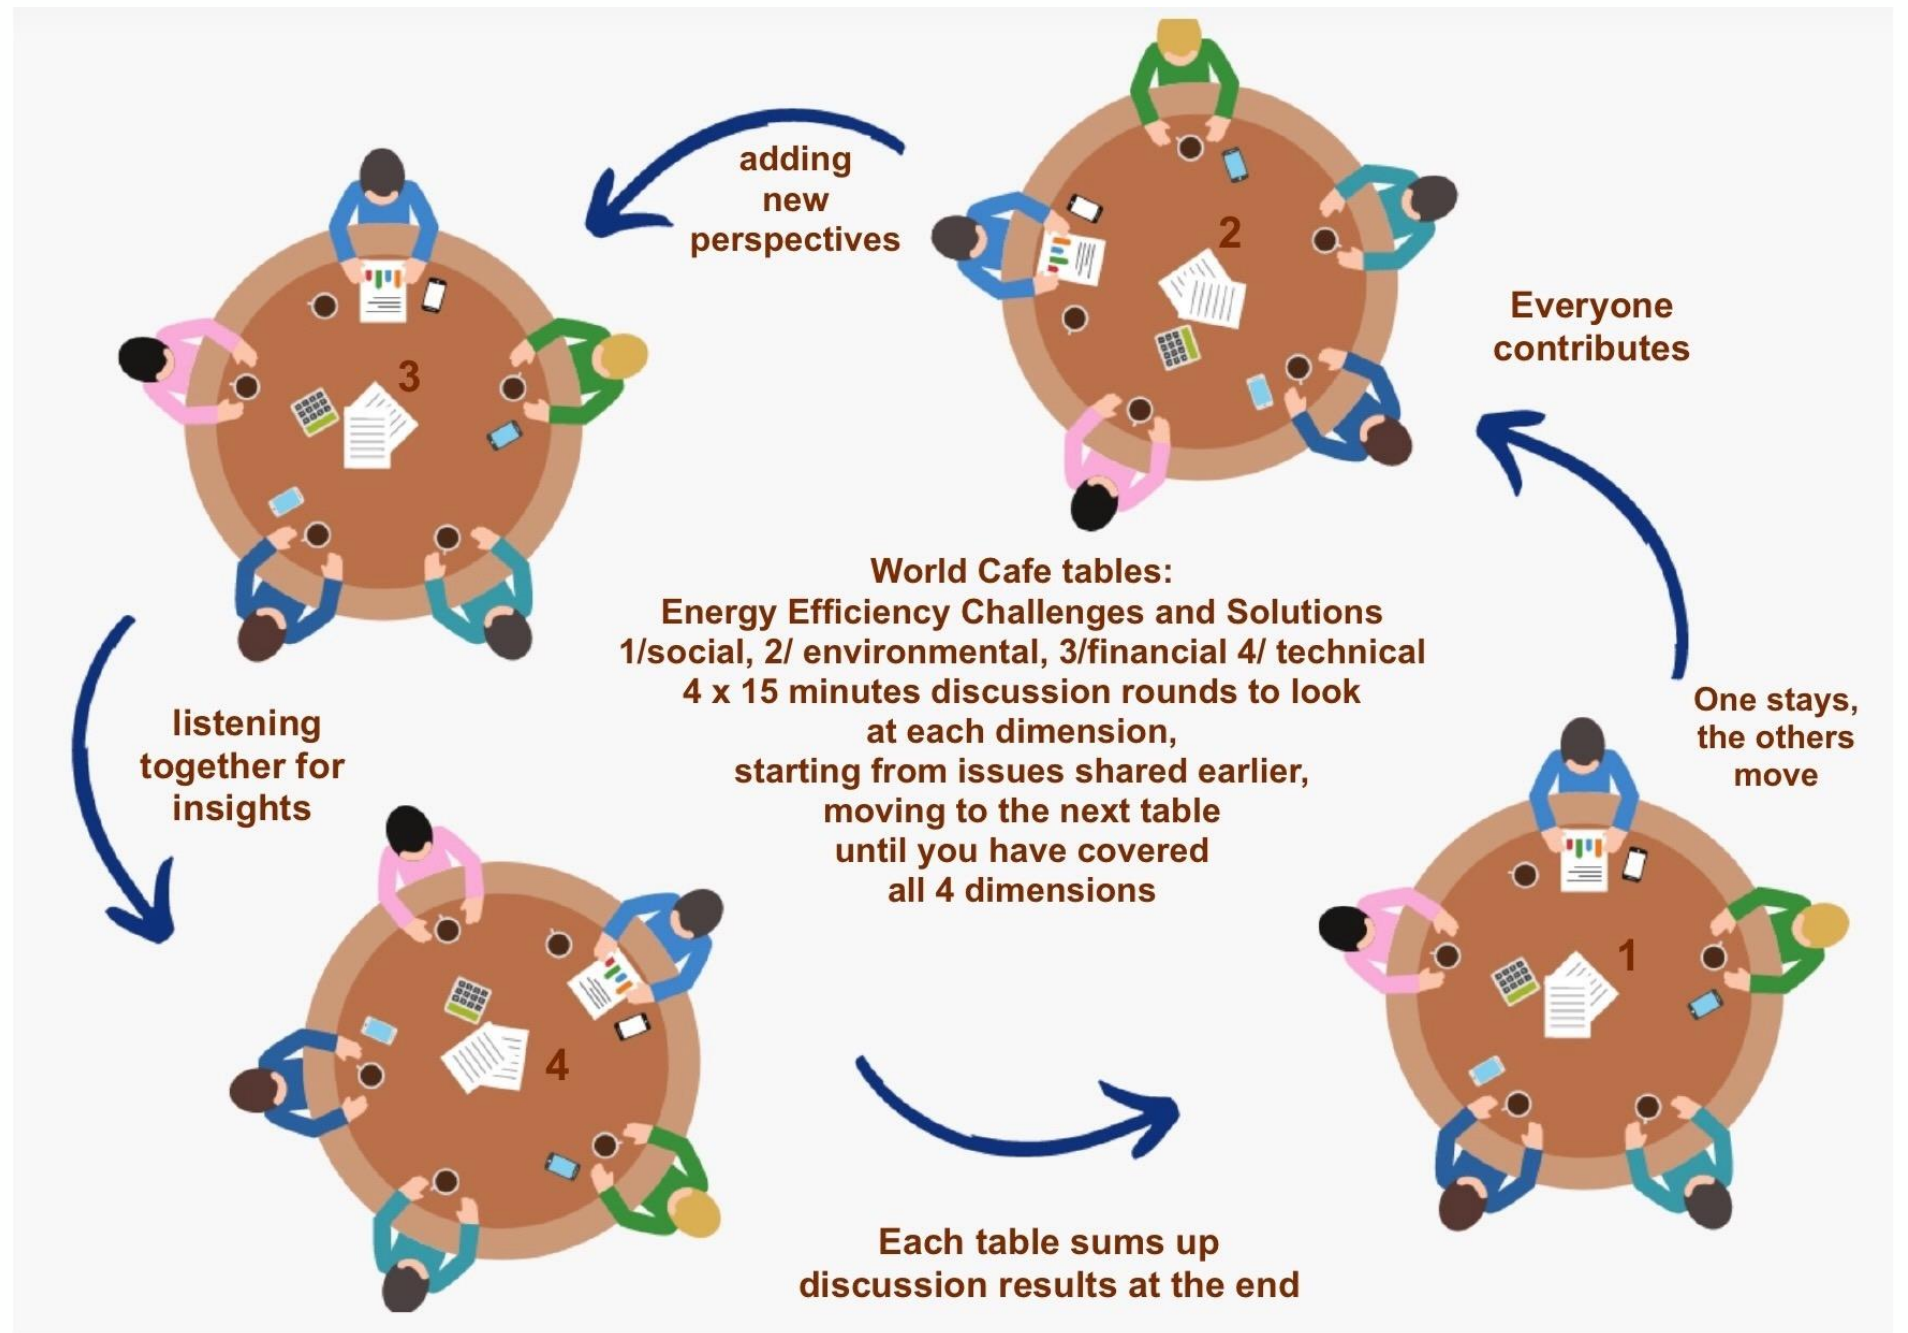 adding
new
perspectives
2
3
Everyone
contributes
World Cafe tables:
Energy Efficiency Challenges and Solutions
1/social, 2/ environmental, 3/financial 4/ technical
4 x 15 minutes discussion rounds to look
at each dimension,
starting from issues shared earlier,
moving to the next table
until you have covered
all 4 dimensions
listening
together for
insights
One stays,
the others
move
1
4
Each table sums up
discussion results at the end